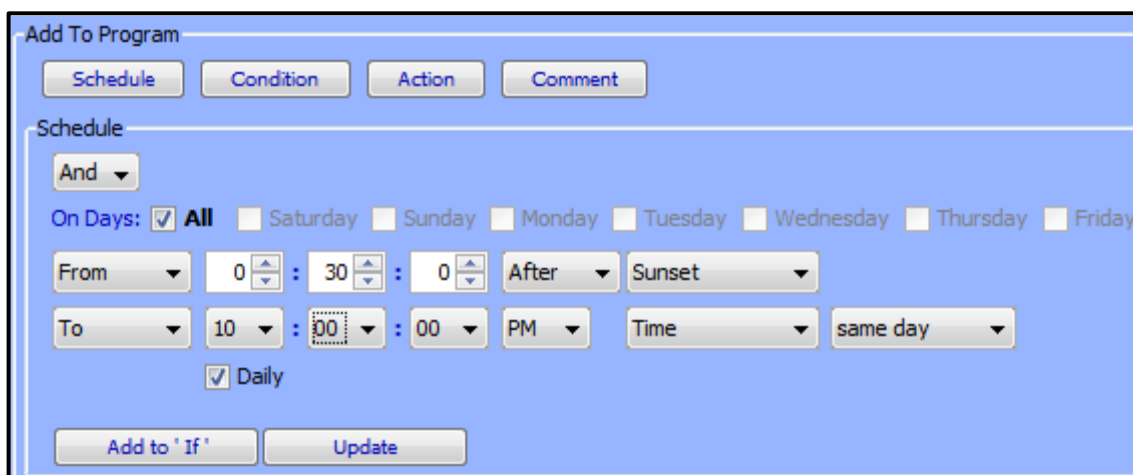 Add To Program
Schedule Condition Action Comment
Schedule
And
On Days: All Saturday Sunday Monday Tuesday Wednesday Thursday Friday
From 0 : 30 : 0 After Sunset
To 10 : 00 : 00 PM Time same day
Daily
Add to ' If ' Update